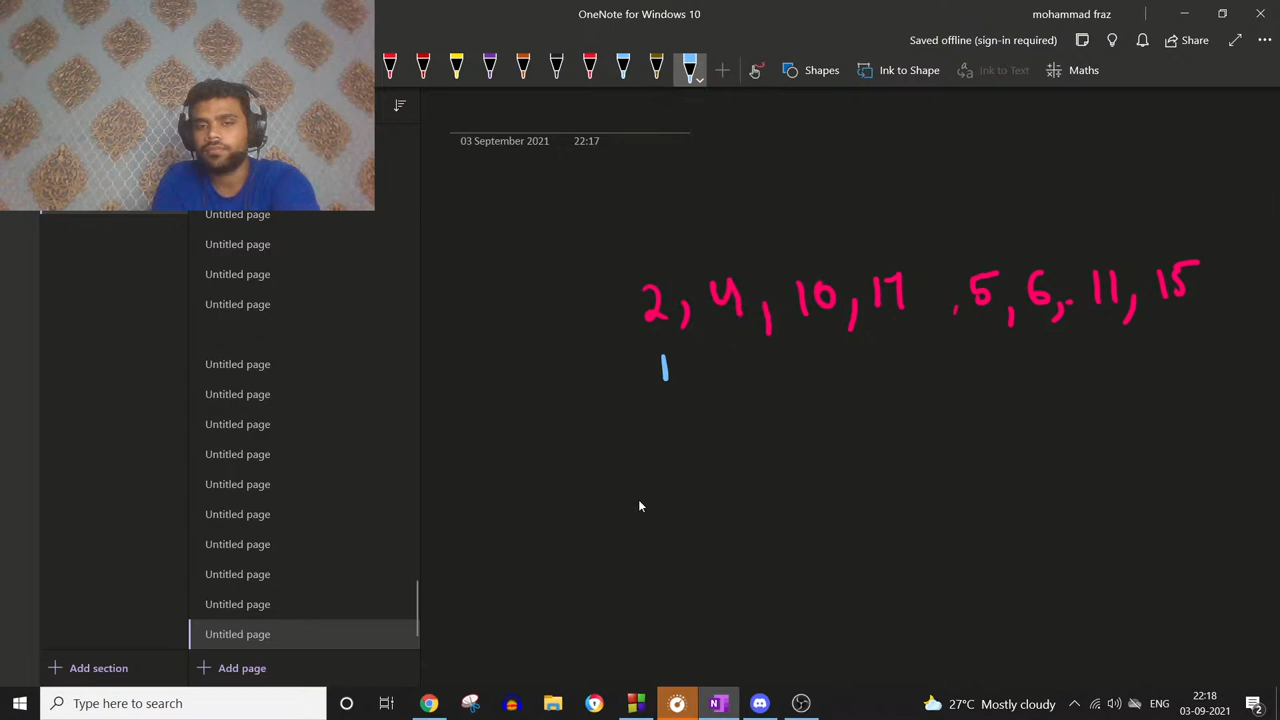 OneNote for Windows 10
mohammad fraz
Saved offline (sign-in required)
Share
Shapes
Ink to Shape
Ink to Text
Maths
03 September 2021 22:17
Untitled page
Untitled page
Untitled page
Untitled page
Untitled page
Untitled page
Untitled page
Untitled page
Untitled page
Untitled page
Untitled page
Untitled page
Untitled page
Untitled page
2, 4, 10, 17 , 5, 6, 11, 15
1
Add section
Add page
Type here to search
27°C Mostly cloudy
ENG
22:18
03-09-2021
2